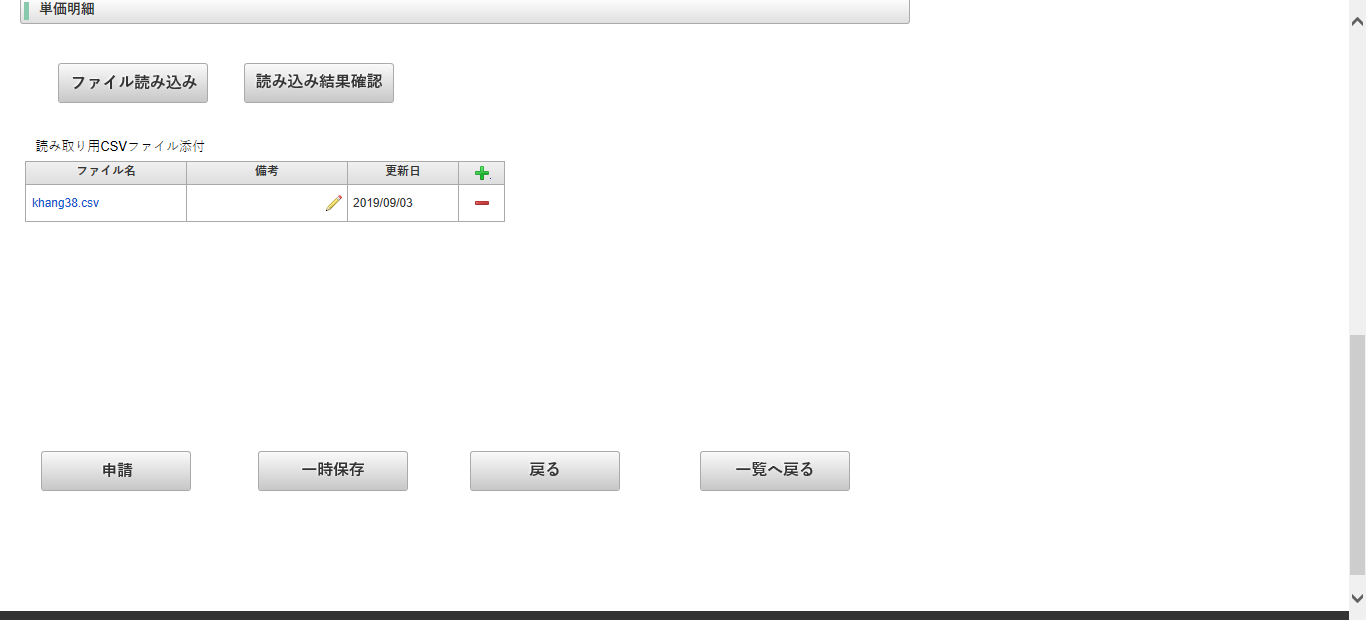 単価明細
ファイル読み込み 読み込み結果確認
読み取り用CSVファイル添付
ファイル名 備考 更新日
khang38.csv 2019/09/03
申請 一時保存 戻る 一覧へ戻る